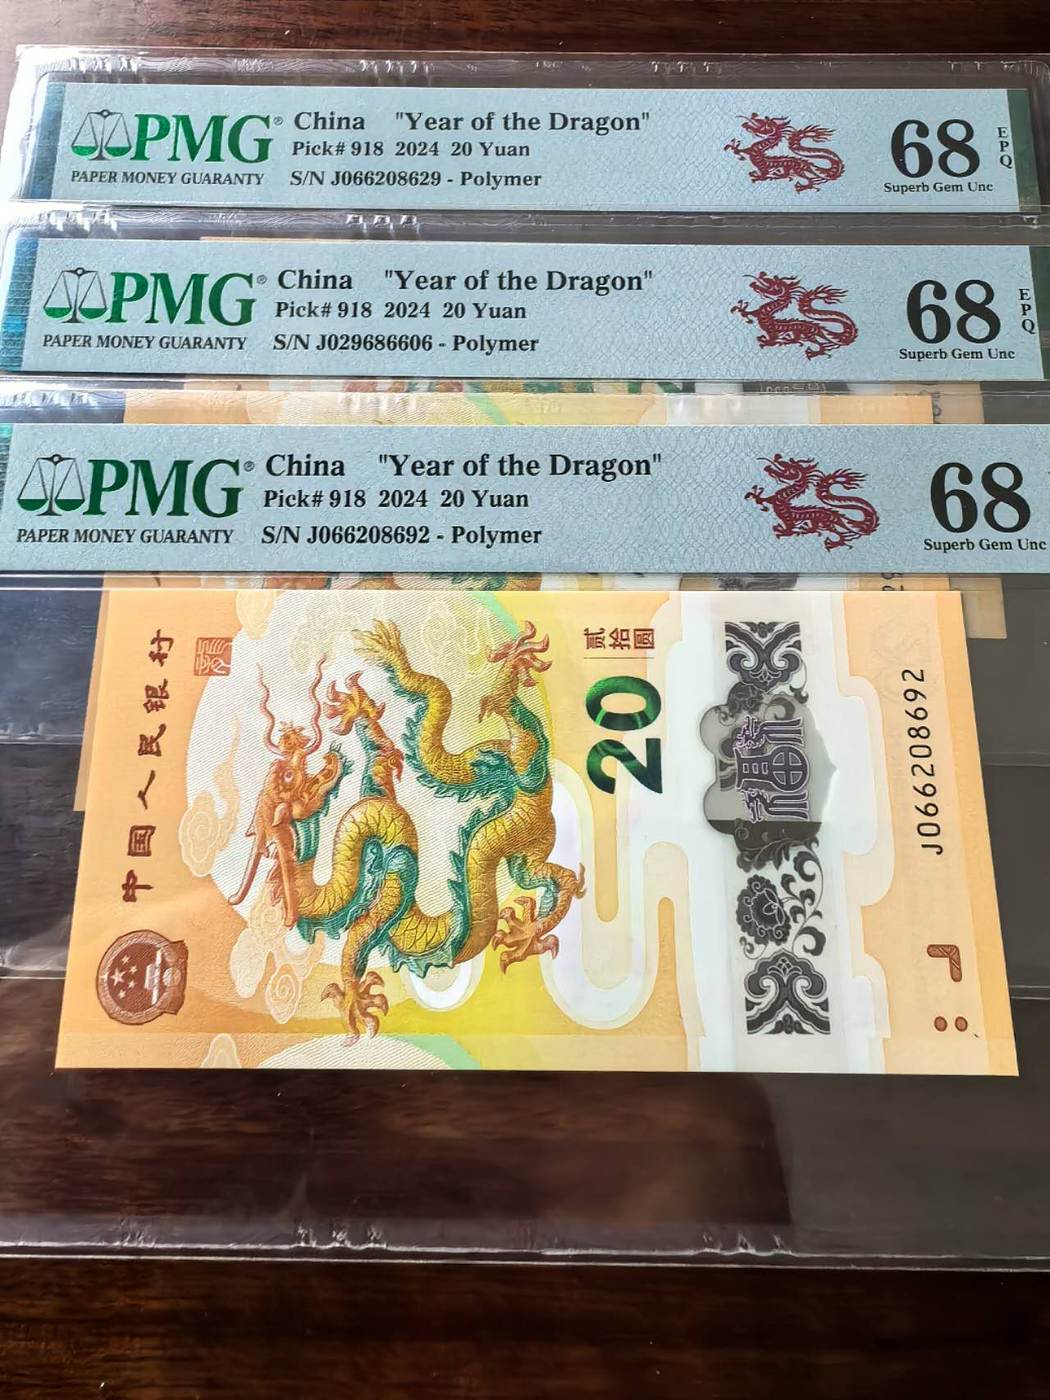 PMG® China "Year of the Dragon"
Pick# 918 2024 20 Yuan
PAPER MONEY GUARANTY S/N J066208629 - Polymer
68 EPQ
Superb Gem Unc
PMG® China "Year of the Dragon"
Pick# 918 2024 20 Yuan
PAPER MONEY GUARANTY S/N J029686606 - Polymer
68 EPQ
Superb Gem Unc
PMG® China "Year of the Dragon"
Pick# 918 2024 20 Yuan
PAPER MONEY GUARANTY S/N J066208692 - Polymer
68
Superb Gem Unc
中国人民银行
贰拾圆
20
福
J066208692